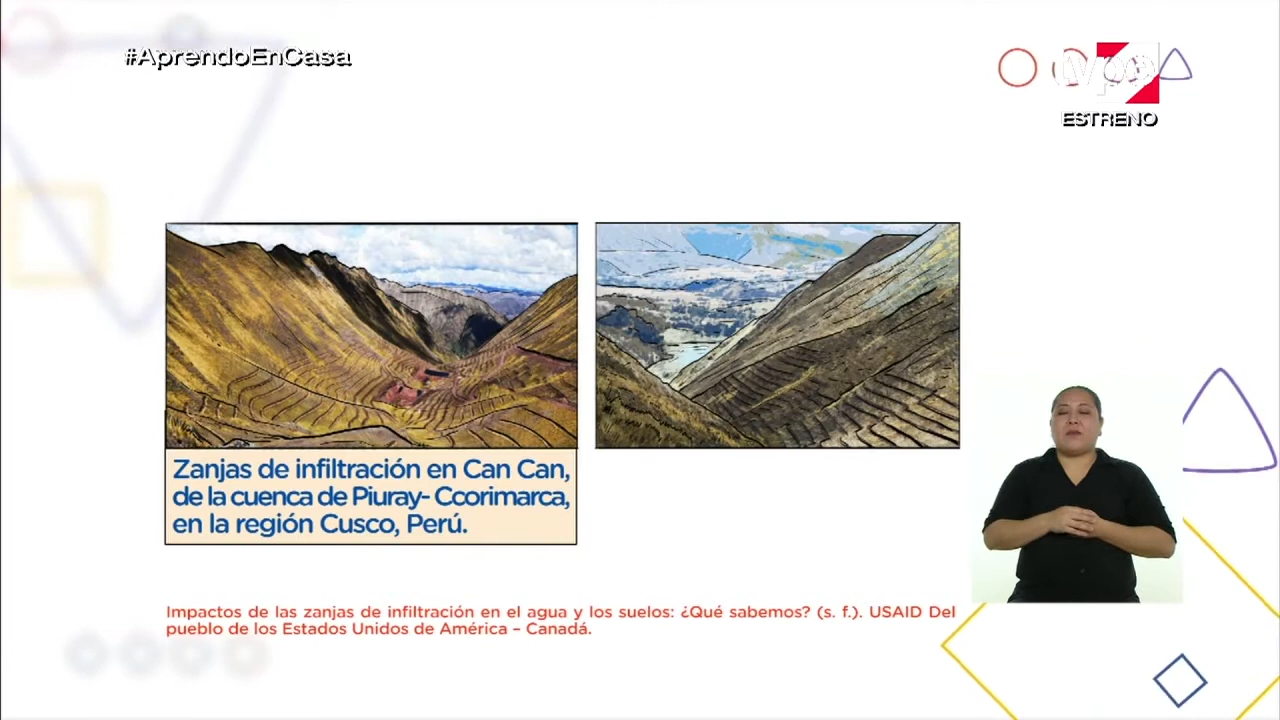 #AprendoEnCasa
tvpe
ESTRENO
Zanjas de infiltración en Can Can,
de la cuenca de Piuray- Ccorimarca,
en la región Cusco, Perú.
Impactos de las zanjas de infiltración en el agua y los suelos: ¿Qué sabemos? (s. f.). USAID Del
pueblo de los Estados Unidos de América – Canadá.